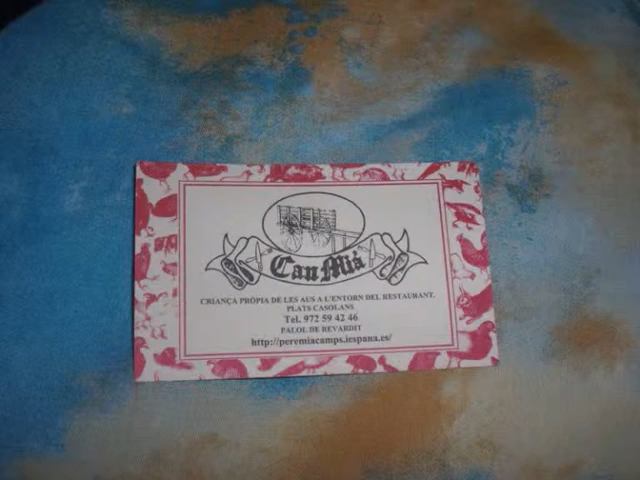 Can Mià
CRIANÇA PRÒPIA DE LES AUS A L'ENTORN DEL RESTAURANT.
PLATS CASOLANS
Tel. 972 59 42 46
PALOL DE REVARDIT
http://peremiacamps.iespana.es/